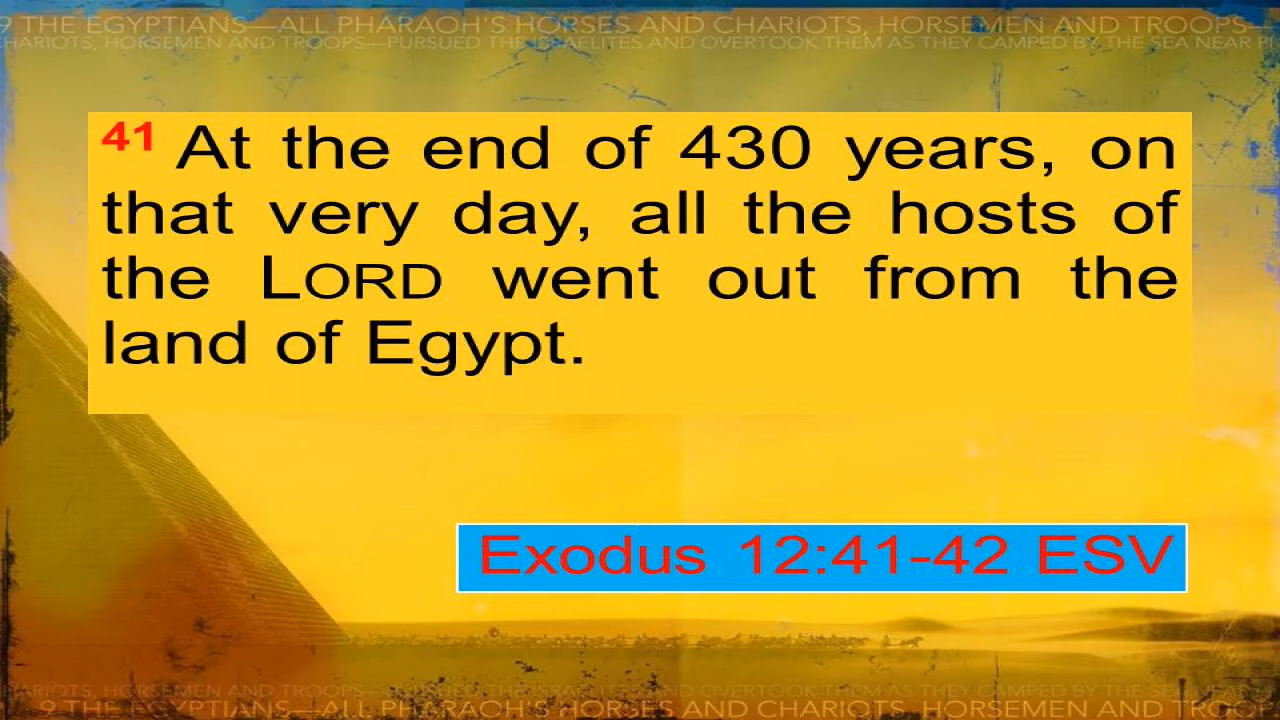 9 THE EGYPTIANS—ALL PHARAOH'S HORSES AND CHARIOTS, HORSEMEN AND TROOPS—
CHARIOTS, HORSEMEN AND TROOPS—PURSUED THE ISRAELITES AND OVERTOOK THEM AS THEY CAMPED BY THE SEA NEAR
41 At the end of 430 years, on
that very day, all the hosts of
the LORD went out from the
land of Egypt.
Exodus 12:41-42 ESV
CHARIOTS, HORSEMEN AND TROOPS—PURSUED THE ISRAELITES AND OVERTOOK THEM AS THEY CAMPED BY THE SEA
9 THE EGYPTIANS—ALL PHARAOH'S HORSES AND CHARIOTS, HORSEMEN AND TROOPS